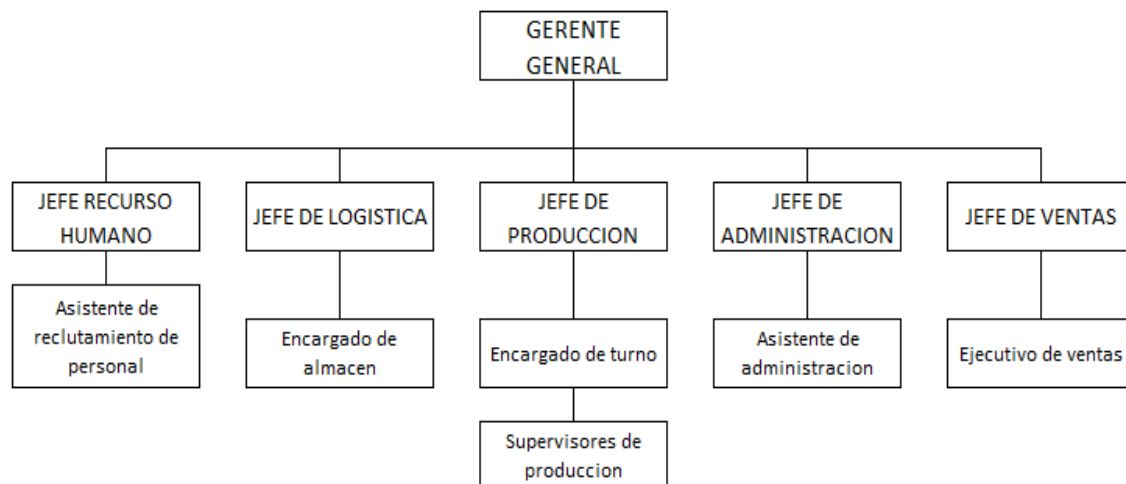 GERENTE
GENERAL
JEFE RECURSO
HUMANO
JEFE DE LOGISTICA
JEFE DE
PRODUCCION
JEFE DE
ADMINISTRACION
JEFE DE VENTAS
Asistente de
reclutamiento de
personal
Encargado de
almacen
Encargado de turno
Asistente de
administracion
Ejecutivo de ventas
Supervisores de
produccion